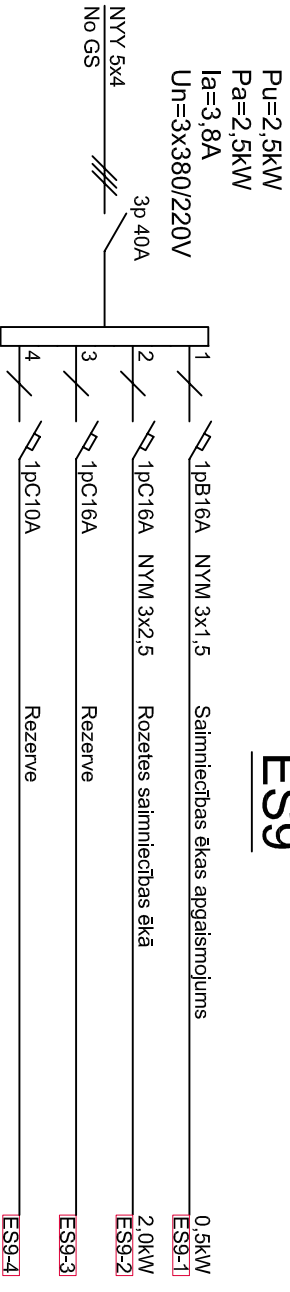 ES9
Pu=2,5kW
Pa=2,5kW
Ia=3,8A
Un=3x380/220V
NYY 5x4
No GS
3p 40A
1 1pB16A NYM 3x1,5 Saimniecības ēkas apgaismojums 0,5kW
ES9-1
2 1pC16A NYM 3x2,5 Rozetes saimniecības ēkā 2,0kW
ES9-2
3 1pC16A Rezerve
ES9-3
4 1pC10A Rezerve
ES9-4